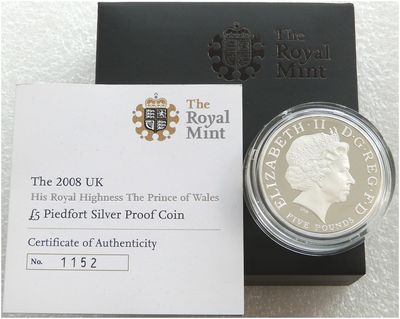 The
Royal
Mint
The
Royal
Mint
The 2008 UK
His Royal Highness The Prince of Wales
£5 Piedfort Silver Proof Coin
Certificate of Authenticity
No. 1152
ELIZABETH·II D·G·REG·F·D
FIVE POUNDS